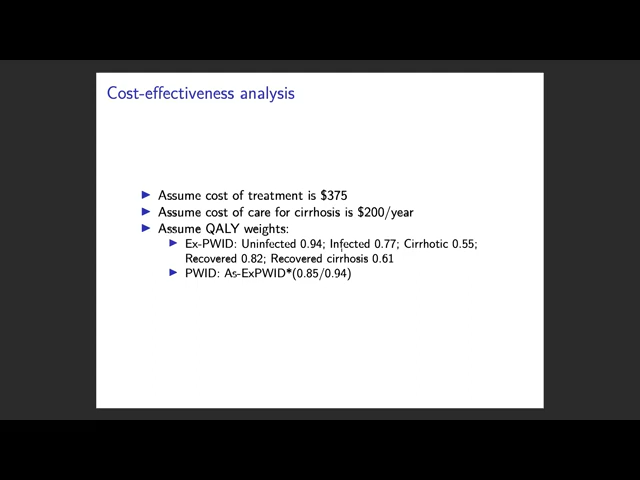 Cost-effectiveness analysis
Assume cost of treatment is $375
Assume cost of care for cirrhosis is $200/year
Assume QALY weights:
Ex-PWID: Uninfected 0.94; Infected 0.77; Cirrhotic 0.55;
Recovered 0.82; Recovered cirrhosis 0.61
PWID: As-ExPWID*(0.85/0.94)